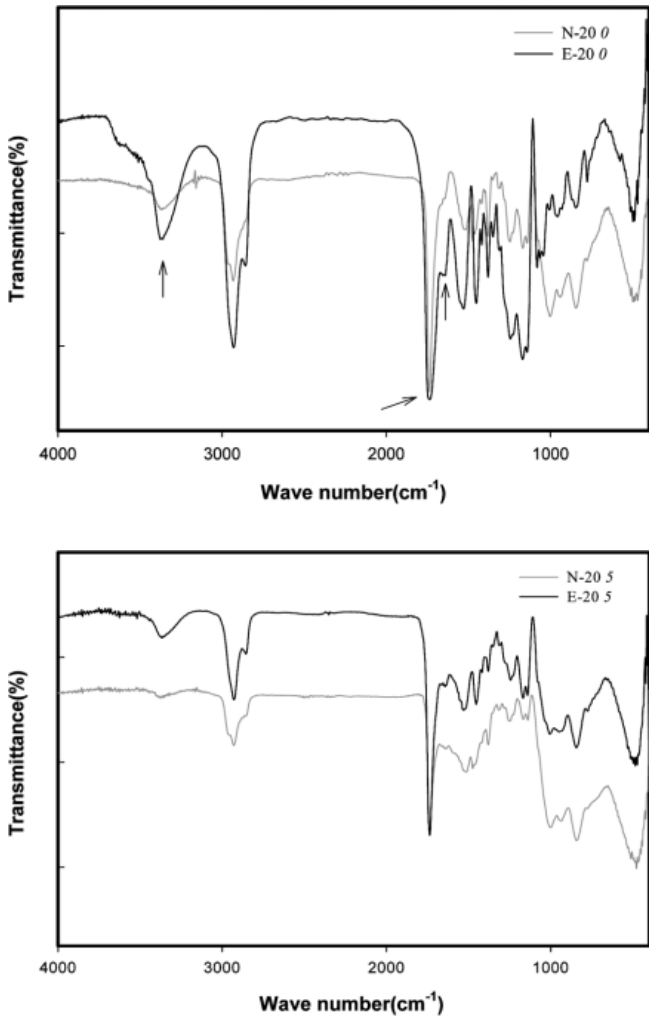 N-20 0
E-20 0
Transmittance(%)
4000 3000 2000 1000
Wave number(cm⁻¹)
N-20 5
E-20 5
Transmittance(%)
4000 3000 2000 1000
Wave number(cm⁻¹)